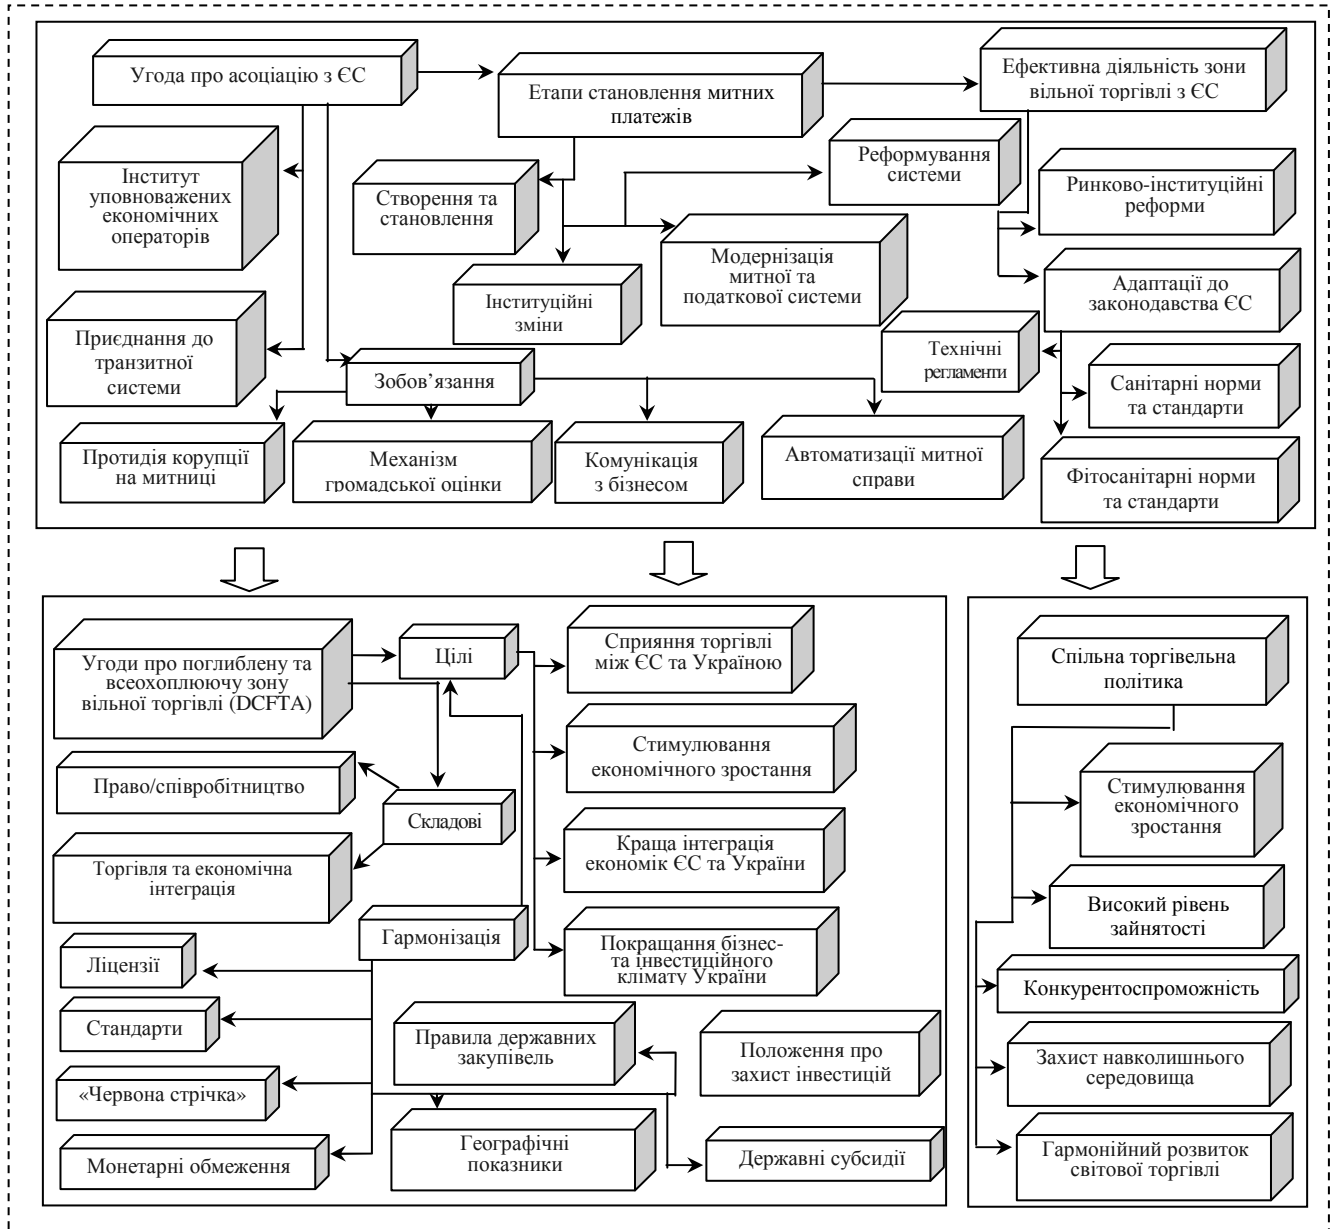 Угода про асоціацію з ЄС
Етапи становлення митних
платежів
Ефективна діяльність зони
вільної торгівлі з ЄС
Інститут
уповноважених
економічних
операторів
Створення та
становлення
Реформування
системи
Ринково-інституційні
реформи
Модернізація
митної та
податкової системи
Інституційні
зміни
Адаптації до
законодавства ЄС
Приєднання до
транзитної
системи
Технічні
регламенти
Зобов’язання
Санітарні норми
та стандарти
Протидія корупції
на митниці
Механізм
громадської оцінки
Комунікація
з бізнесом
Автоматизації митної
справи
Фітосанітарні норми
та стандарти
Угоди про поглиблену та
всеохоплюючу зону
вільної торгівлі (DCFTA)
Цілі
Сприяння торгівлі
між ЄС та Україною
Стимулювання
економічного зростання
Право/співробітництво
Складові
Краща інтеграція
економік ЄС та України
Торгівля та економічна
інтеграція
Гармонізація
Покращання бізнес-
та інвестиційного
клімату України
Ліцензії
Стандарти
Правила державних
закупівель
Положення про
захист інвестицій
«Червона стрічка»
Географічні
показники
Монетарні обмеження
Державні субсидії
Спільна торгівельна
політика
Стимулювання
економічного
зростання
Високий рівень
зайнятості
Конкурентоспроможність
Захист навколишнього
середовища
Гармонійний розвиток
світової торгівлі